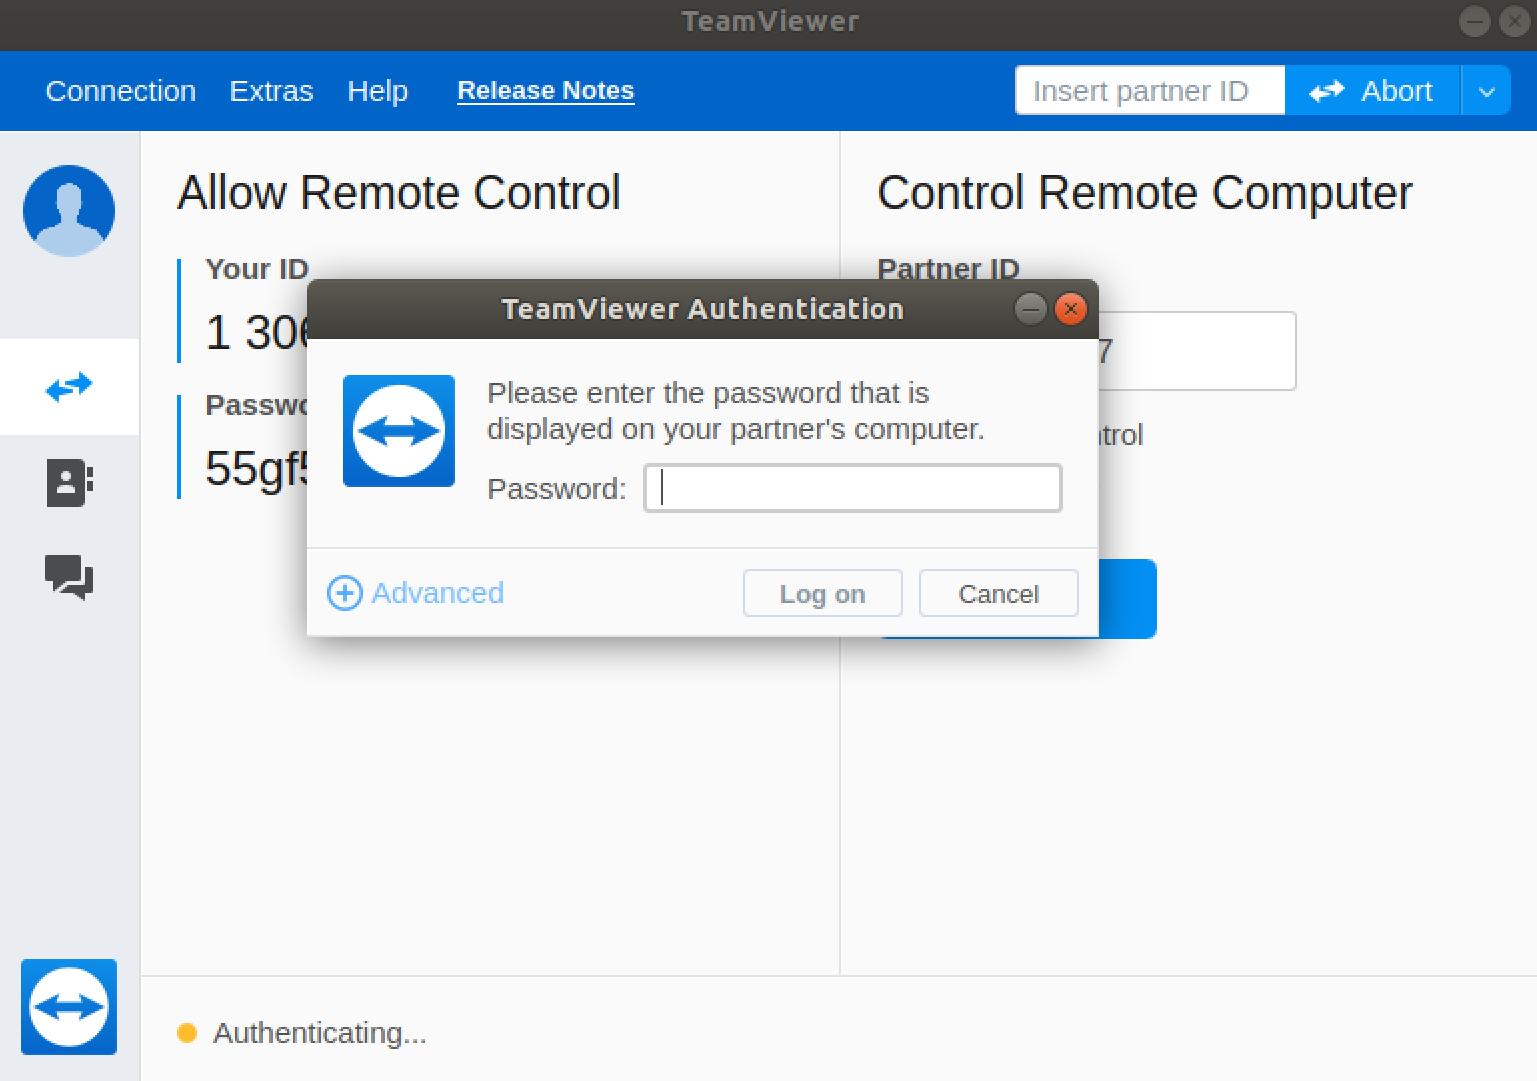 TeamViewer
Connection Extras Help Release Notes Insert partner ID Abort
Allow Remote Control
Control Remote Computer
Your ID
Partner ID
1 306
7
TeamViewer Authentication
Please enter the password that is
displayed on your partner's computer.
Password:
Advanced Log on Cancel
55gf5
Authenticating...